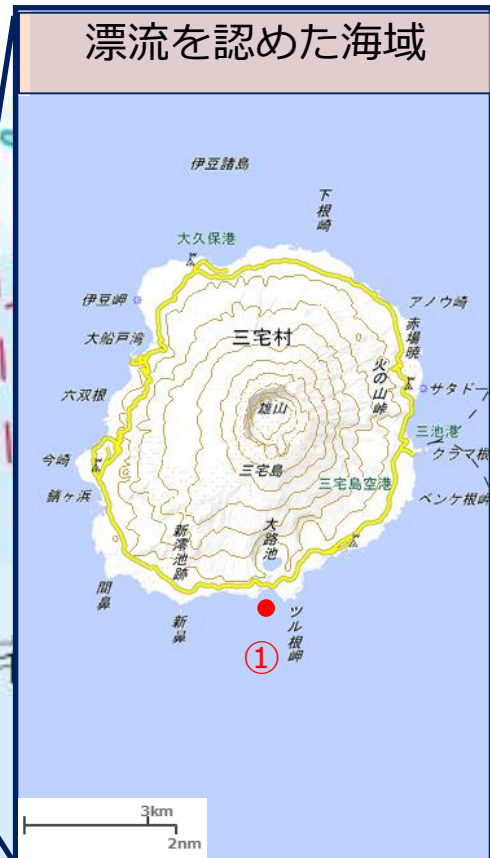 漂流を認めた海域
伊豆諸島
下根崎
大久保港
伊豆岬
アノウ崎
赤場暁
大船戸湾
三宅村
火の山峠
サタドー
六双根
雄山
三池港
クラマ根
今崎
三宅島
三宅島空港
ベンケ根岬
錆ヶ浜
新澪池跡
大路池
間鼻
新鼻
ツル根岬
①
3km
2nm